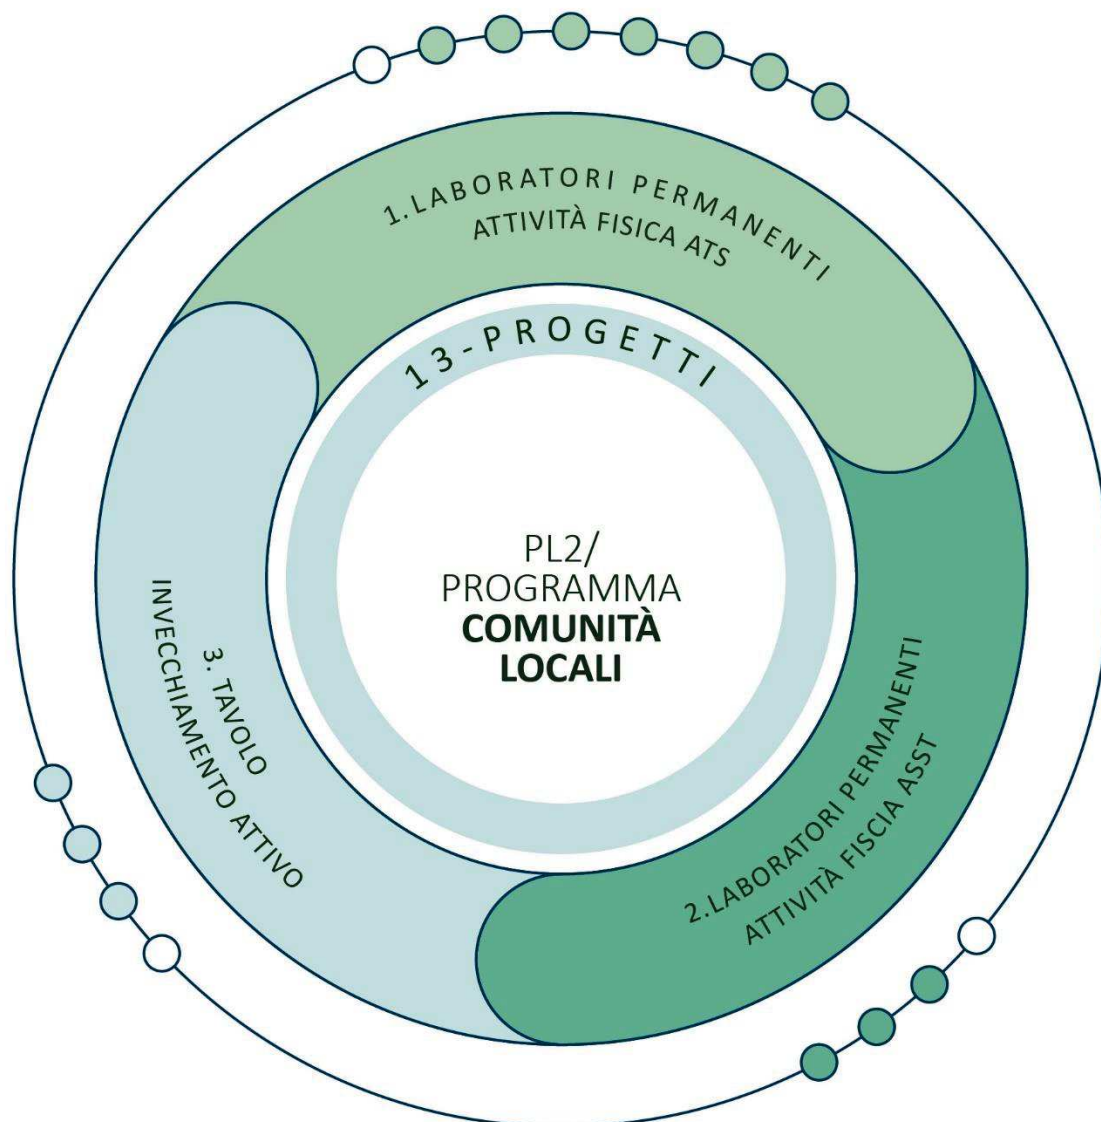 1. LABORATORI PERMANENTI
ATTIVITÀ FISICA ATS
13-PROGETTI
PL2/
PROGRAMMA
COMUNITÀ
LOCALI
2. LABORATORI PERMANENTI
ATTIVITÀ FISCIA ASST
3. TAVOLO
INVECCHIAMENTO ATTIVO